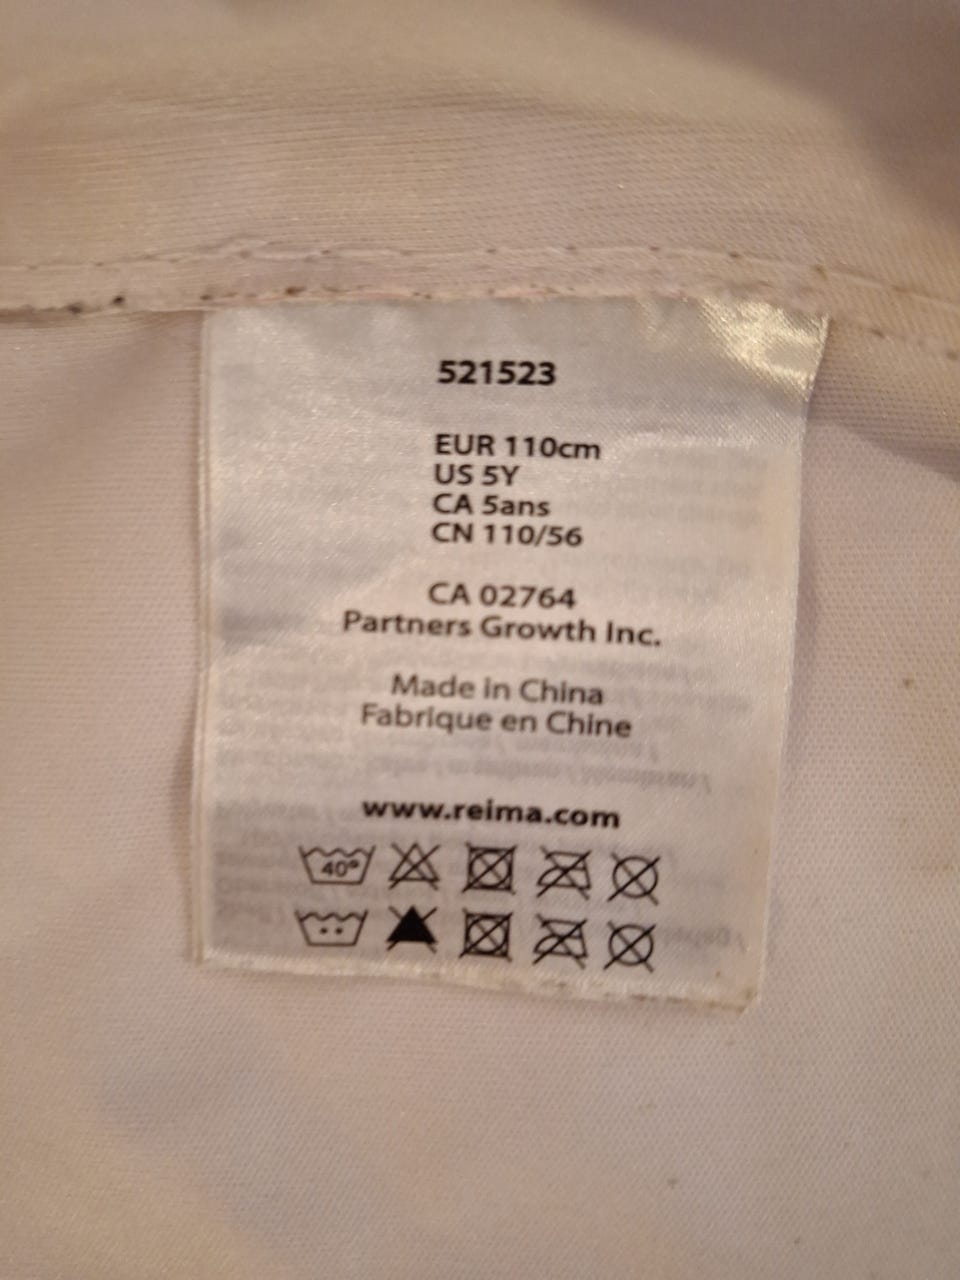 521523
EUR 110cm
US 5Y
CA 5ans
CN 110/56
CA 02764
Partners Growth Inc.
Made in China
Fabrique en Chine
www.reima.com
40°